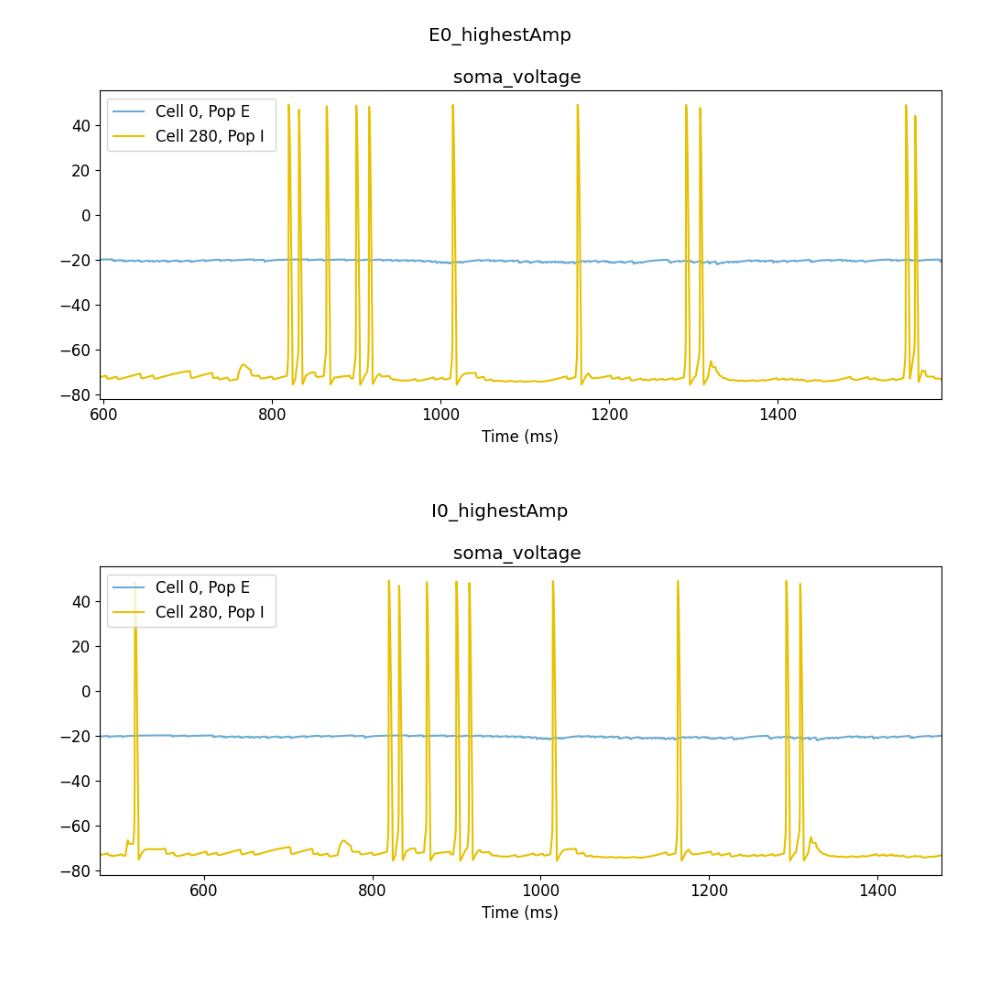 E0_highestAmp
soma_voltage
Cell 0, Pop E
Cell 280, Pop I
40
20
0
−20
−40
−60
−80
600 800 1000 1200 1400
Time (ms)
I0_highestAmp
soma_voltage
Cell 0, Pop E
Cell 280, Pop I
40
20
0
−20
−40
−60
−80
600 800 1000 1200 1400
Time (ms)